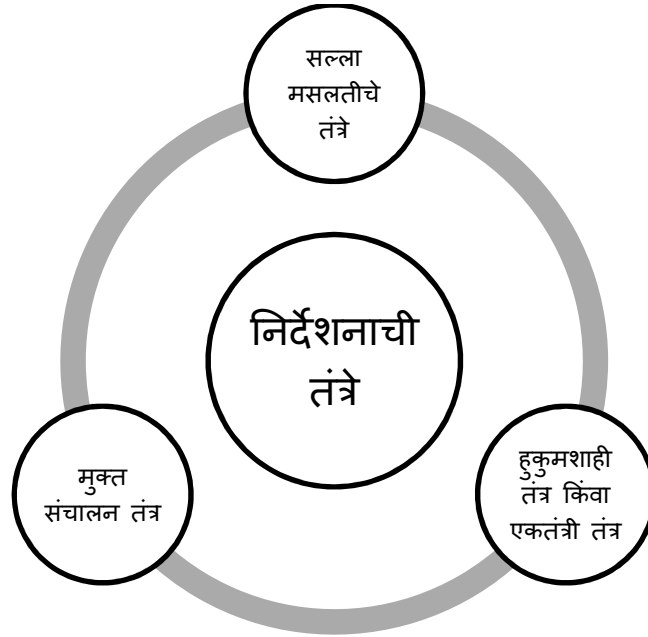 सल्ला
मसलतीचे
तंत्रे
निर्देशनाची
तंत्रे
मुक्त
संचालन तंत्र
हुकुमशाही
तंत्र किंवा
एकतंत्री तंत्र